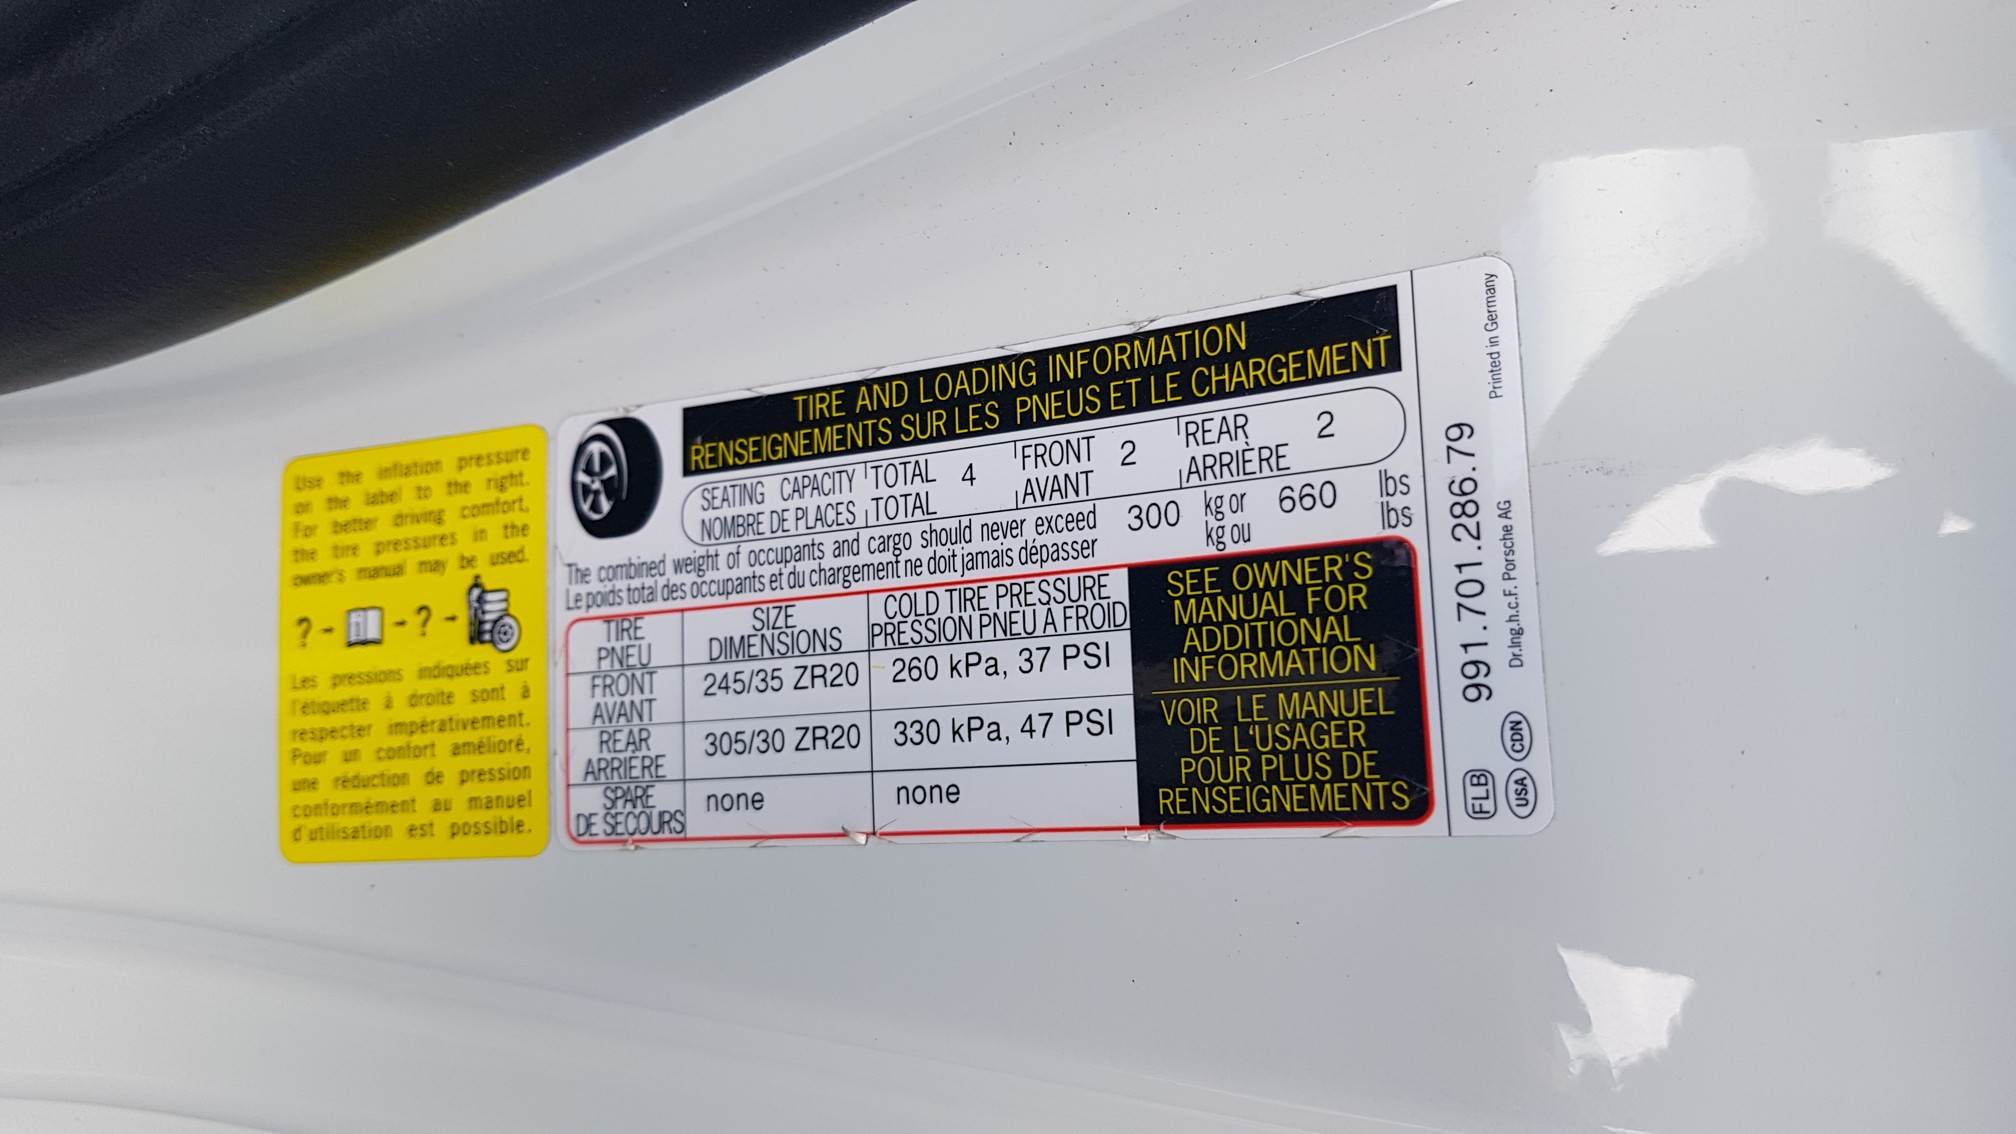 Use the inflation pressure
on the label to the right.
For better driving comfort,
the tire pressures in the
owner's manual may be used.
? - i - ? -
Les pressions indiquées sur
l'étiquette à droite sont à
respecter impérativement.
Pour un confort amélioré,
une réduction de pression
conformément au manuel
d'utilisation est possible.
TIRE AND LOADING INFORMATION
RENSEIGNEMENTS SUR LES PNEUS ET LE CHARGEMENT
SEATING CAPACITY TOTAL 4 FRONT 2 REAR 2
NOMBRE DE PLACES TOTAL AVANT ARRIÈRE
The combined weight of occupants and cargo should never exceed 300 kg or 660 lbs
Le poids total des occupants et du chargement ne doit jamais dépasser kg ou lbs
TIRE SIZE COLD TIRE PRESSURE
PNEU DIMENSIONS PRESSION PNEU À FROID
FRONT 245/35 ZR20 260 kPa, 37 PSI
AVANT
REAR 305/30 ZR20 330 kPa, 47 PSI
ARRIÈRE
SPARE none none
DE SECOURS
SEE OWNER'S
MANUAL FOR
ADDITIONAL
INFORMATION
VOIR LE MANUEL
DE L'USAGER
POUR PLUS DE
RENSEIGNEMENTS
FLB 991.701.286.79
USA CDN Dr.Ing.h.c.F. Porsche AG Printed in Germany